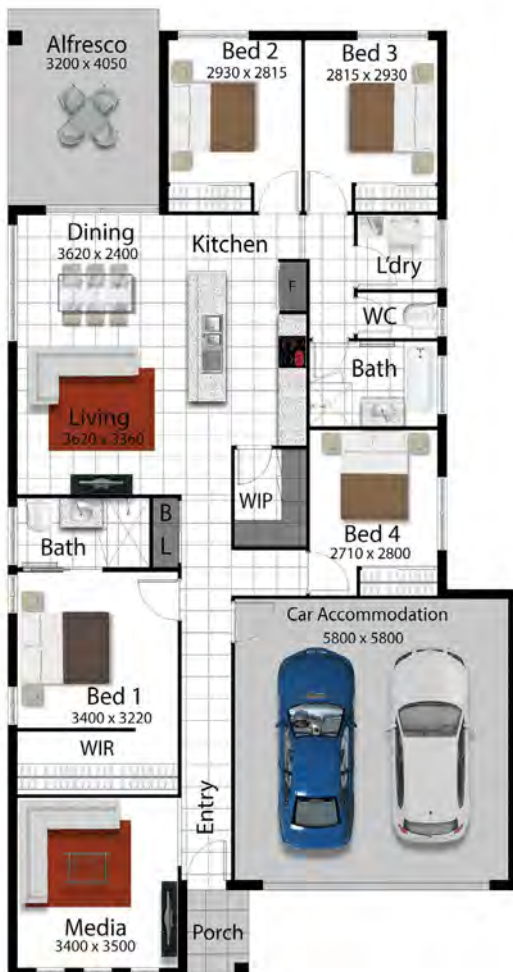 Alfresco
3200 x 4050
Bed 2
2930 x 2815
Bed 3
2815 x 2930
Dining
3620 x 2400
Kitchen
L'dry
F
WC
Bath
Living
3620 x 3360
WIP
B
L
Bath
Bed 4
2710 x 2800
Car Accommodation
5800 x 5800
Bed 1
3400 x 3220
WIR
Entry
Media
3400 x 3500
Porch